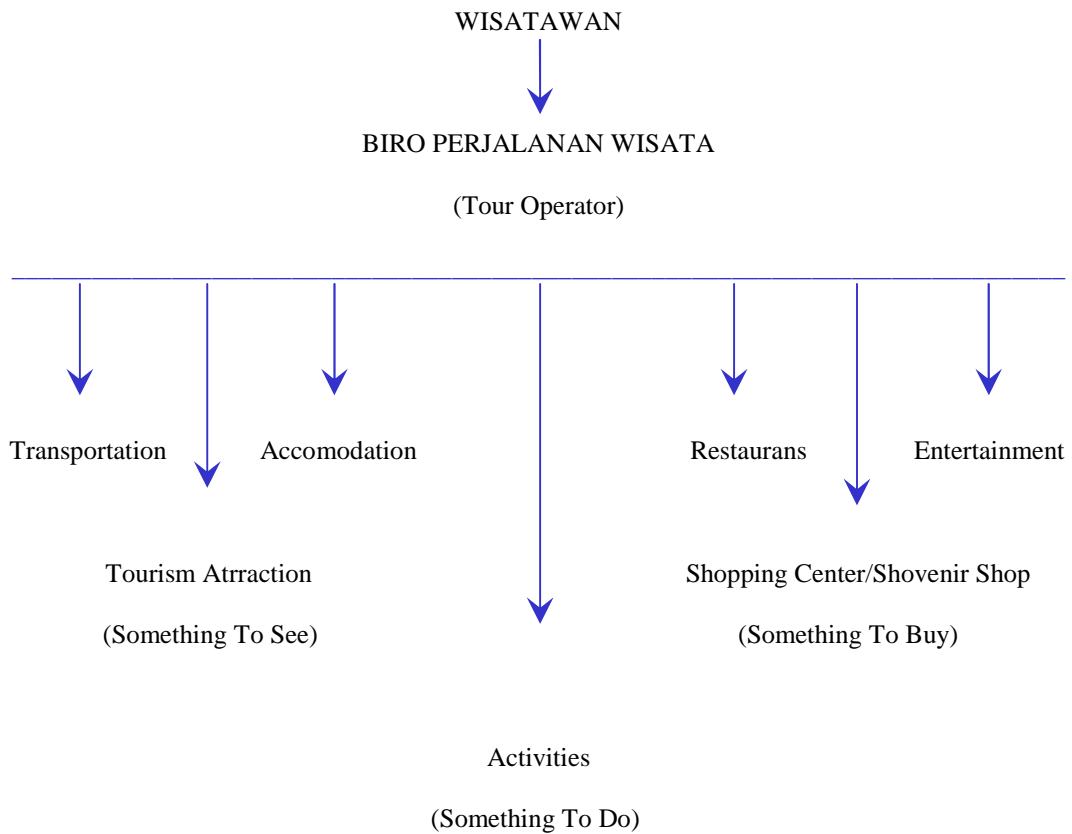 WISATAWAN
BIRO PERJALANAN WISATA
(Tour Operator)
Transportation Accomodation Restaurans Entertainment
Tourism Atrraction Shopping Center/Shovenir Shop
(Something To See) (Something To Buy)
Activities
(Something To Do)